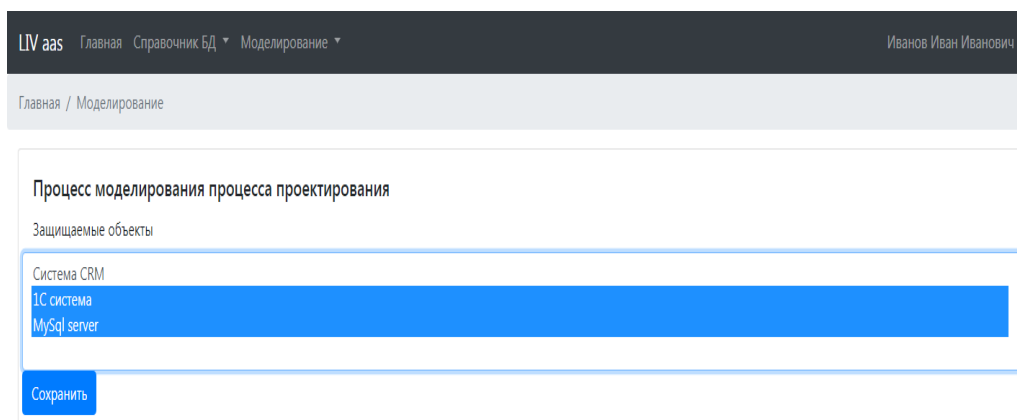 LIV aas Главная Справочник БД Моделирование Иванов Иван Иванович
Главная / Моделирование
Процесс моделирования процесса проектирования
Защищаемые объекты
Система CRM
1С система
MySql server
Сохранить